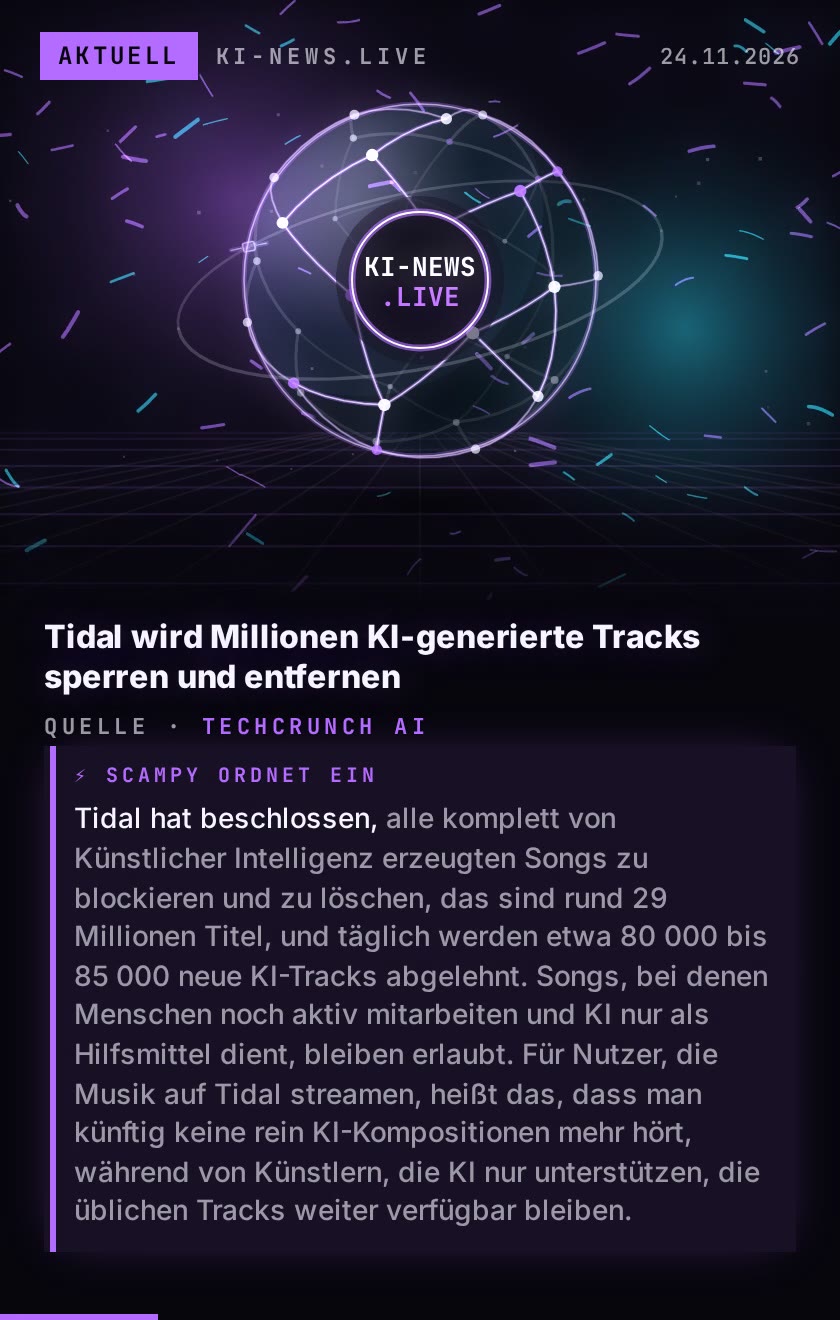 AKTUELL KI-NEWS.LIVE 24.11.2026
KI-NEWS
.LIVE
Tidal wird Millionen KI-generierte Tracks
sperren und entfernen
QUELLE · TECHCRUNCH AI
⚡ SCAMPY ORDNET EIN
Tidal hat beschlossen, alle komplett von
Künstlicher Intelligenz erzeugten Songs zu
blockieren und zu löschen, das sind rund 29
Millionen Titel, und täglich werden etwa 80 000 bis
85 000 neue KI-Tracks abgelehnt. Songs, bei denen
Menschen noch aktiv mitarbeiten und KI nur als
Hilfsmittel dient, bleiben erlaubt. Für Nutzer, die
Musik auf Tidal streamen, heißt das, dass man
künftig keine rein KI-Kompositionen mehr hört,
während von Künstlern, die KI nur unterstützen, die
üblichen Tracks weiter verfügbar bleiben.